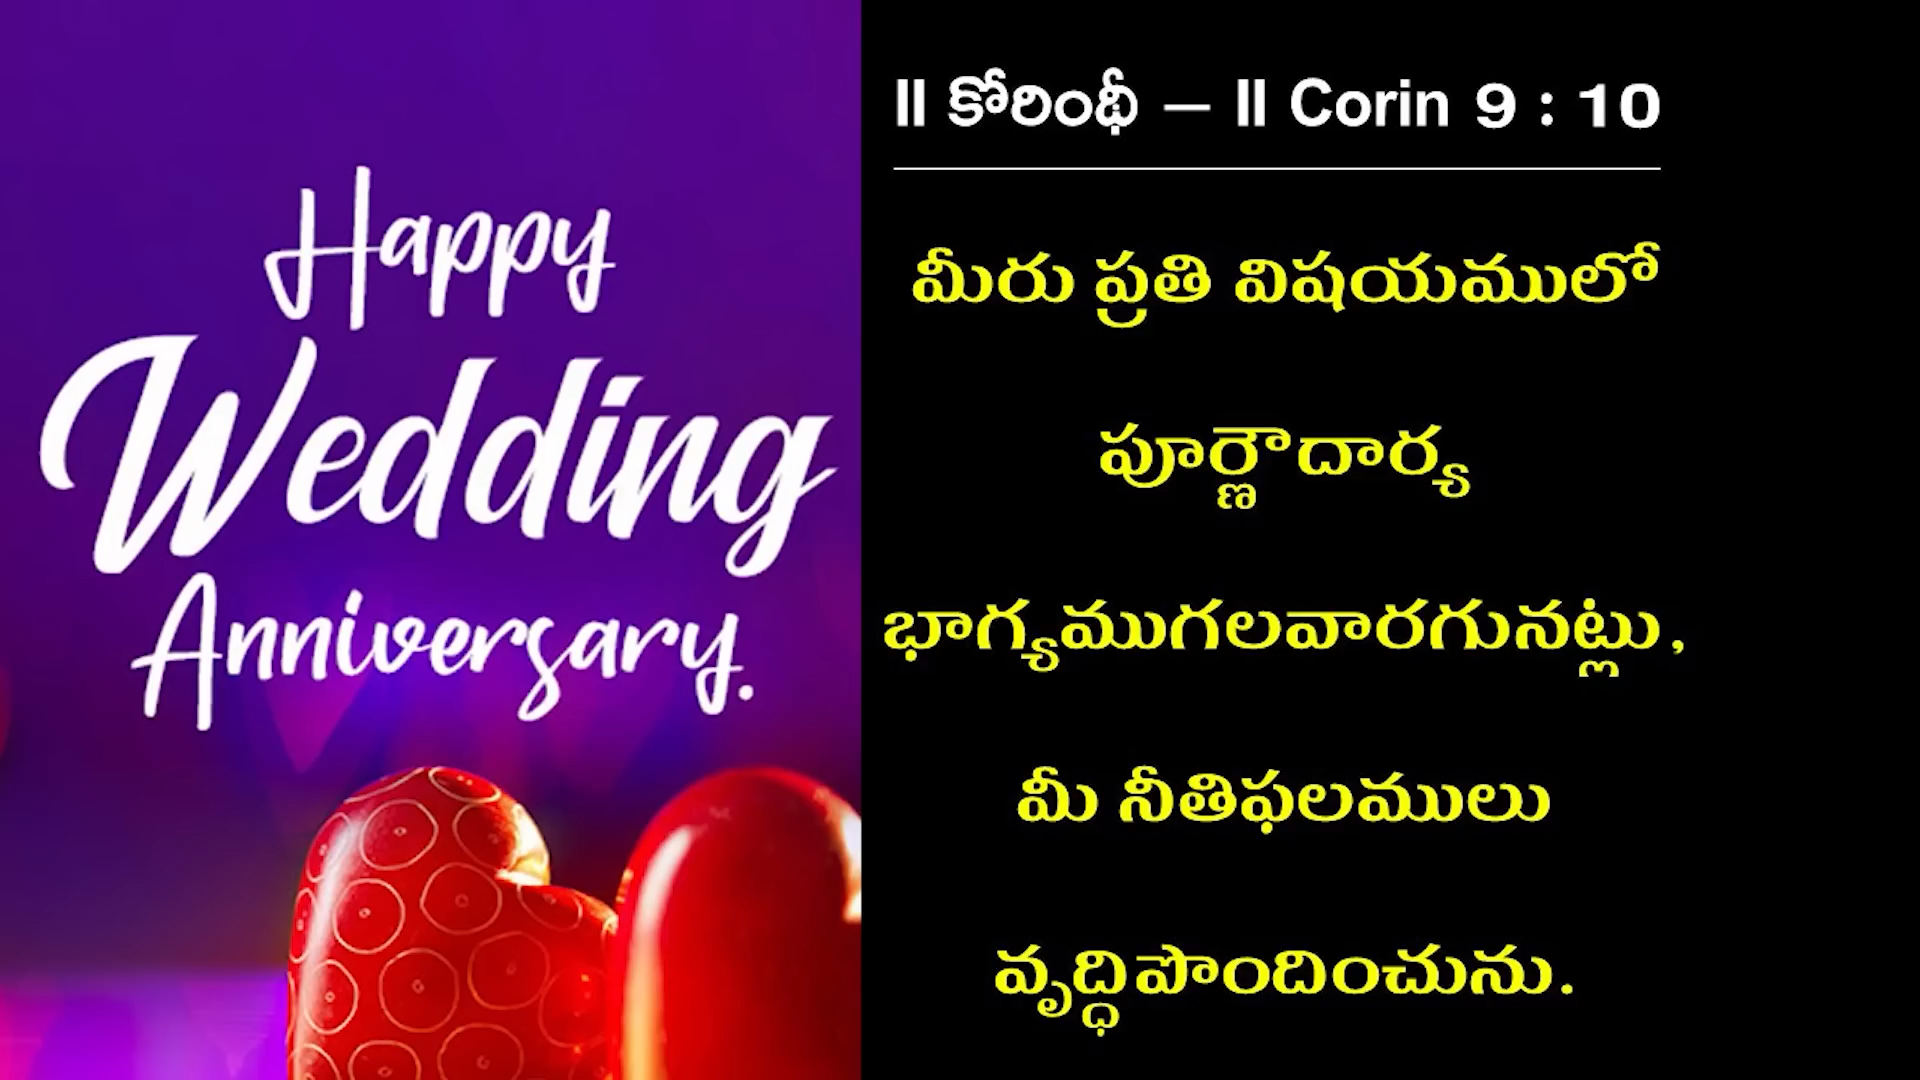 Happy
Wedding
Anniversary.
II కోరింథీ – II Corin 9 : 10
మీరు ప్రతి విషయములో
పూర్ణౌదార్య
భాగ్యముగలవారగునట్లు,
మీ నీతిఫలములు
వృద్ధిపొందించును.